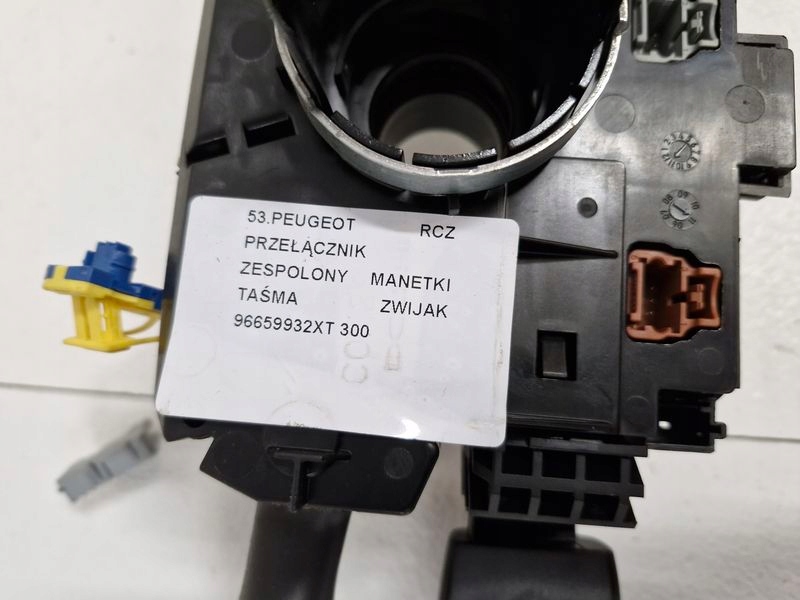 53.PEUGEOT RCZ
PRZEŁĄCZNIK
ZESPOLONY MANETKI
TAŚMA ZWIJAK
96659932XT 300